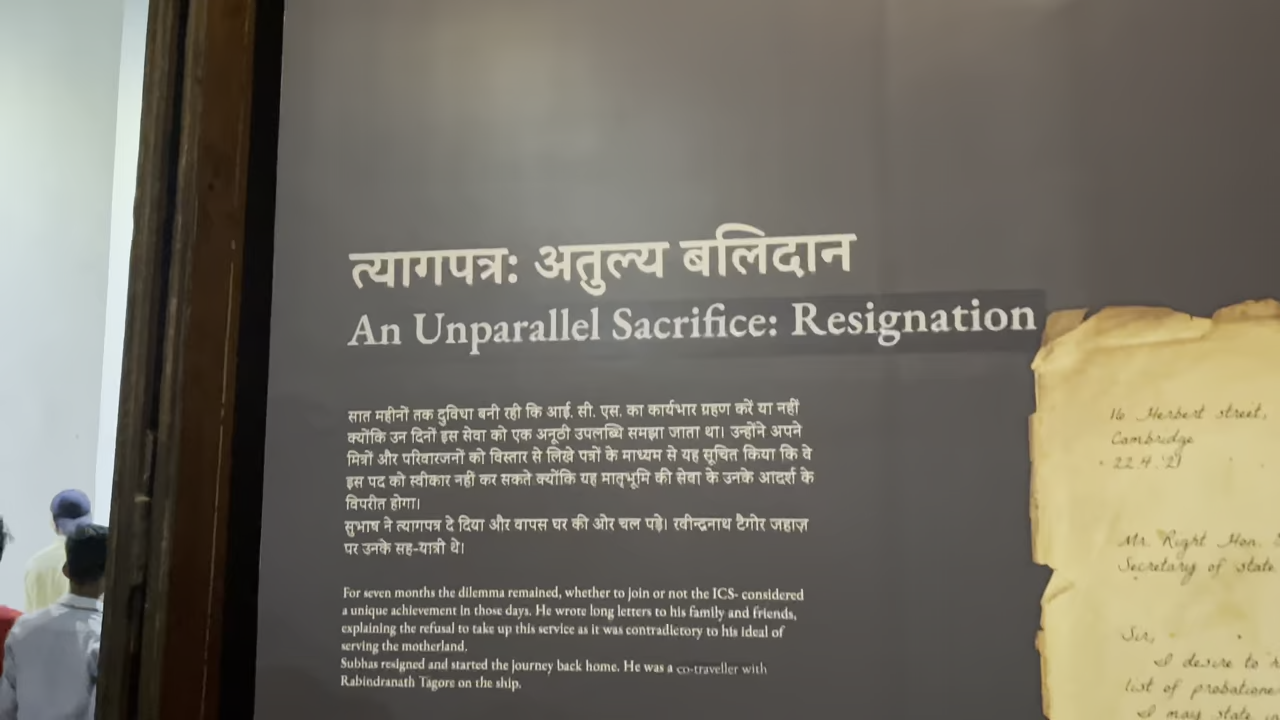 त्यागपत्र: अतुल्य बलिदान
An Unparallel Sacrifice: Resignation
सात महीनों तक दुविधा बनी रही कि आई. सी. एस. का कार्यभार ग्रहण करें या नहीं
क्योंकि उन दिनों इस सेवा को एक अनूठी उपलब्धि समझा जाता था। उन्होंने अपने
मित्रों और परिवारजनों को विस्तार से लिखे पत्रों के माध्यम से यह सूचित किया कि वे
इस पद को स्वीकार नहीं कर सकते क्योंकि यह मातृभूमि की सेवा के उनके आदर्श के
विपरीत होगा।
सुभाष ने त्यागपत्र दे दिया और वापस घर की ओर चल पड़े। रवीन्द्रनाथ टैगोर जहाज़
पर उनके सह-यात्री थे।
For seven months the dilemma remained, whether to join or not the ICS- considered
a unique achievement in those days. He wrote long letters to his family and friends,
explaining the refusal to take up this service as it was contradictory to his ideal of
serving the motherland.
Subhas resigned and started the journey back home. He was a co-traveller with
Rabindranath Tagore on the ship.
16 Herbert street,
Cambridge
22.4.'21
Mr. Right Hon.
Secretary of state
Sir,
I desire to
list of
I may state